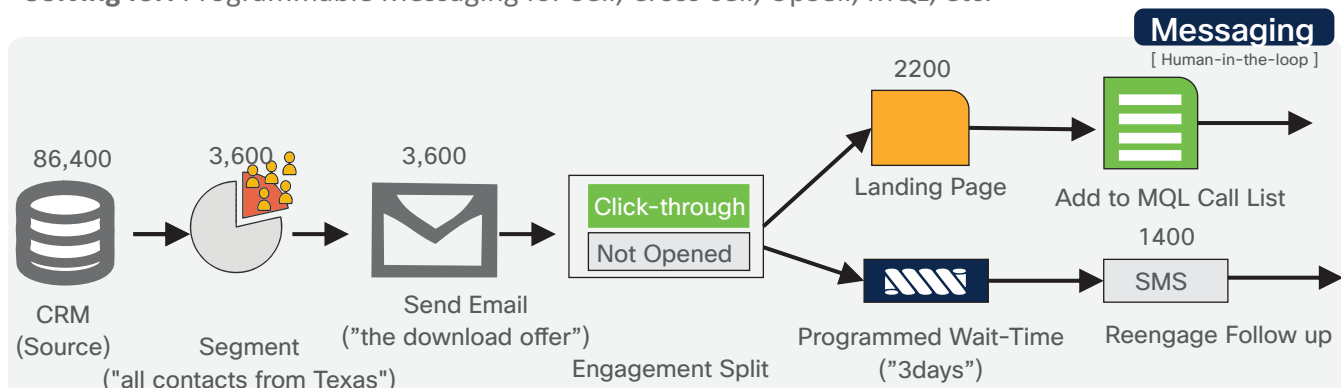 Messaging
[ Human-in-the-loop ]
86,400
3,600
3,600
2200
Click-through
Not Opened
Landing Page
Add to MQL Call List
1400
SMS
CRM
(Source)
Segment
("all contacts from Texas")
Send Email
("the download offer")
Engagement Split
Programmed Wait-Time
("3days")
Reengage Follow up